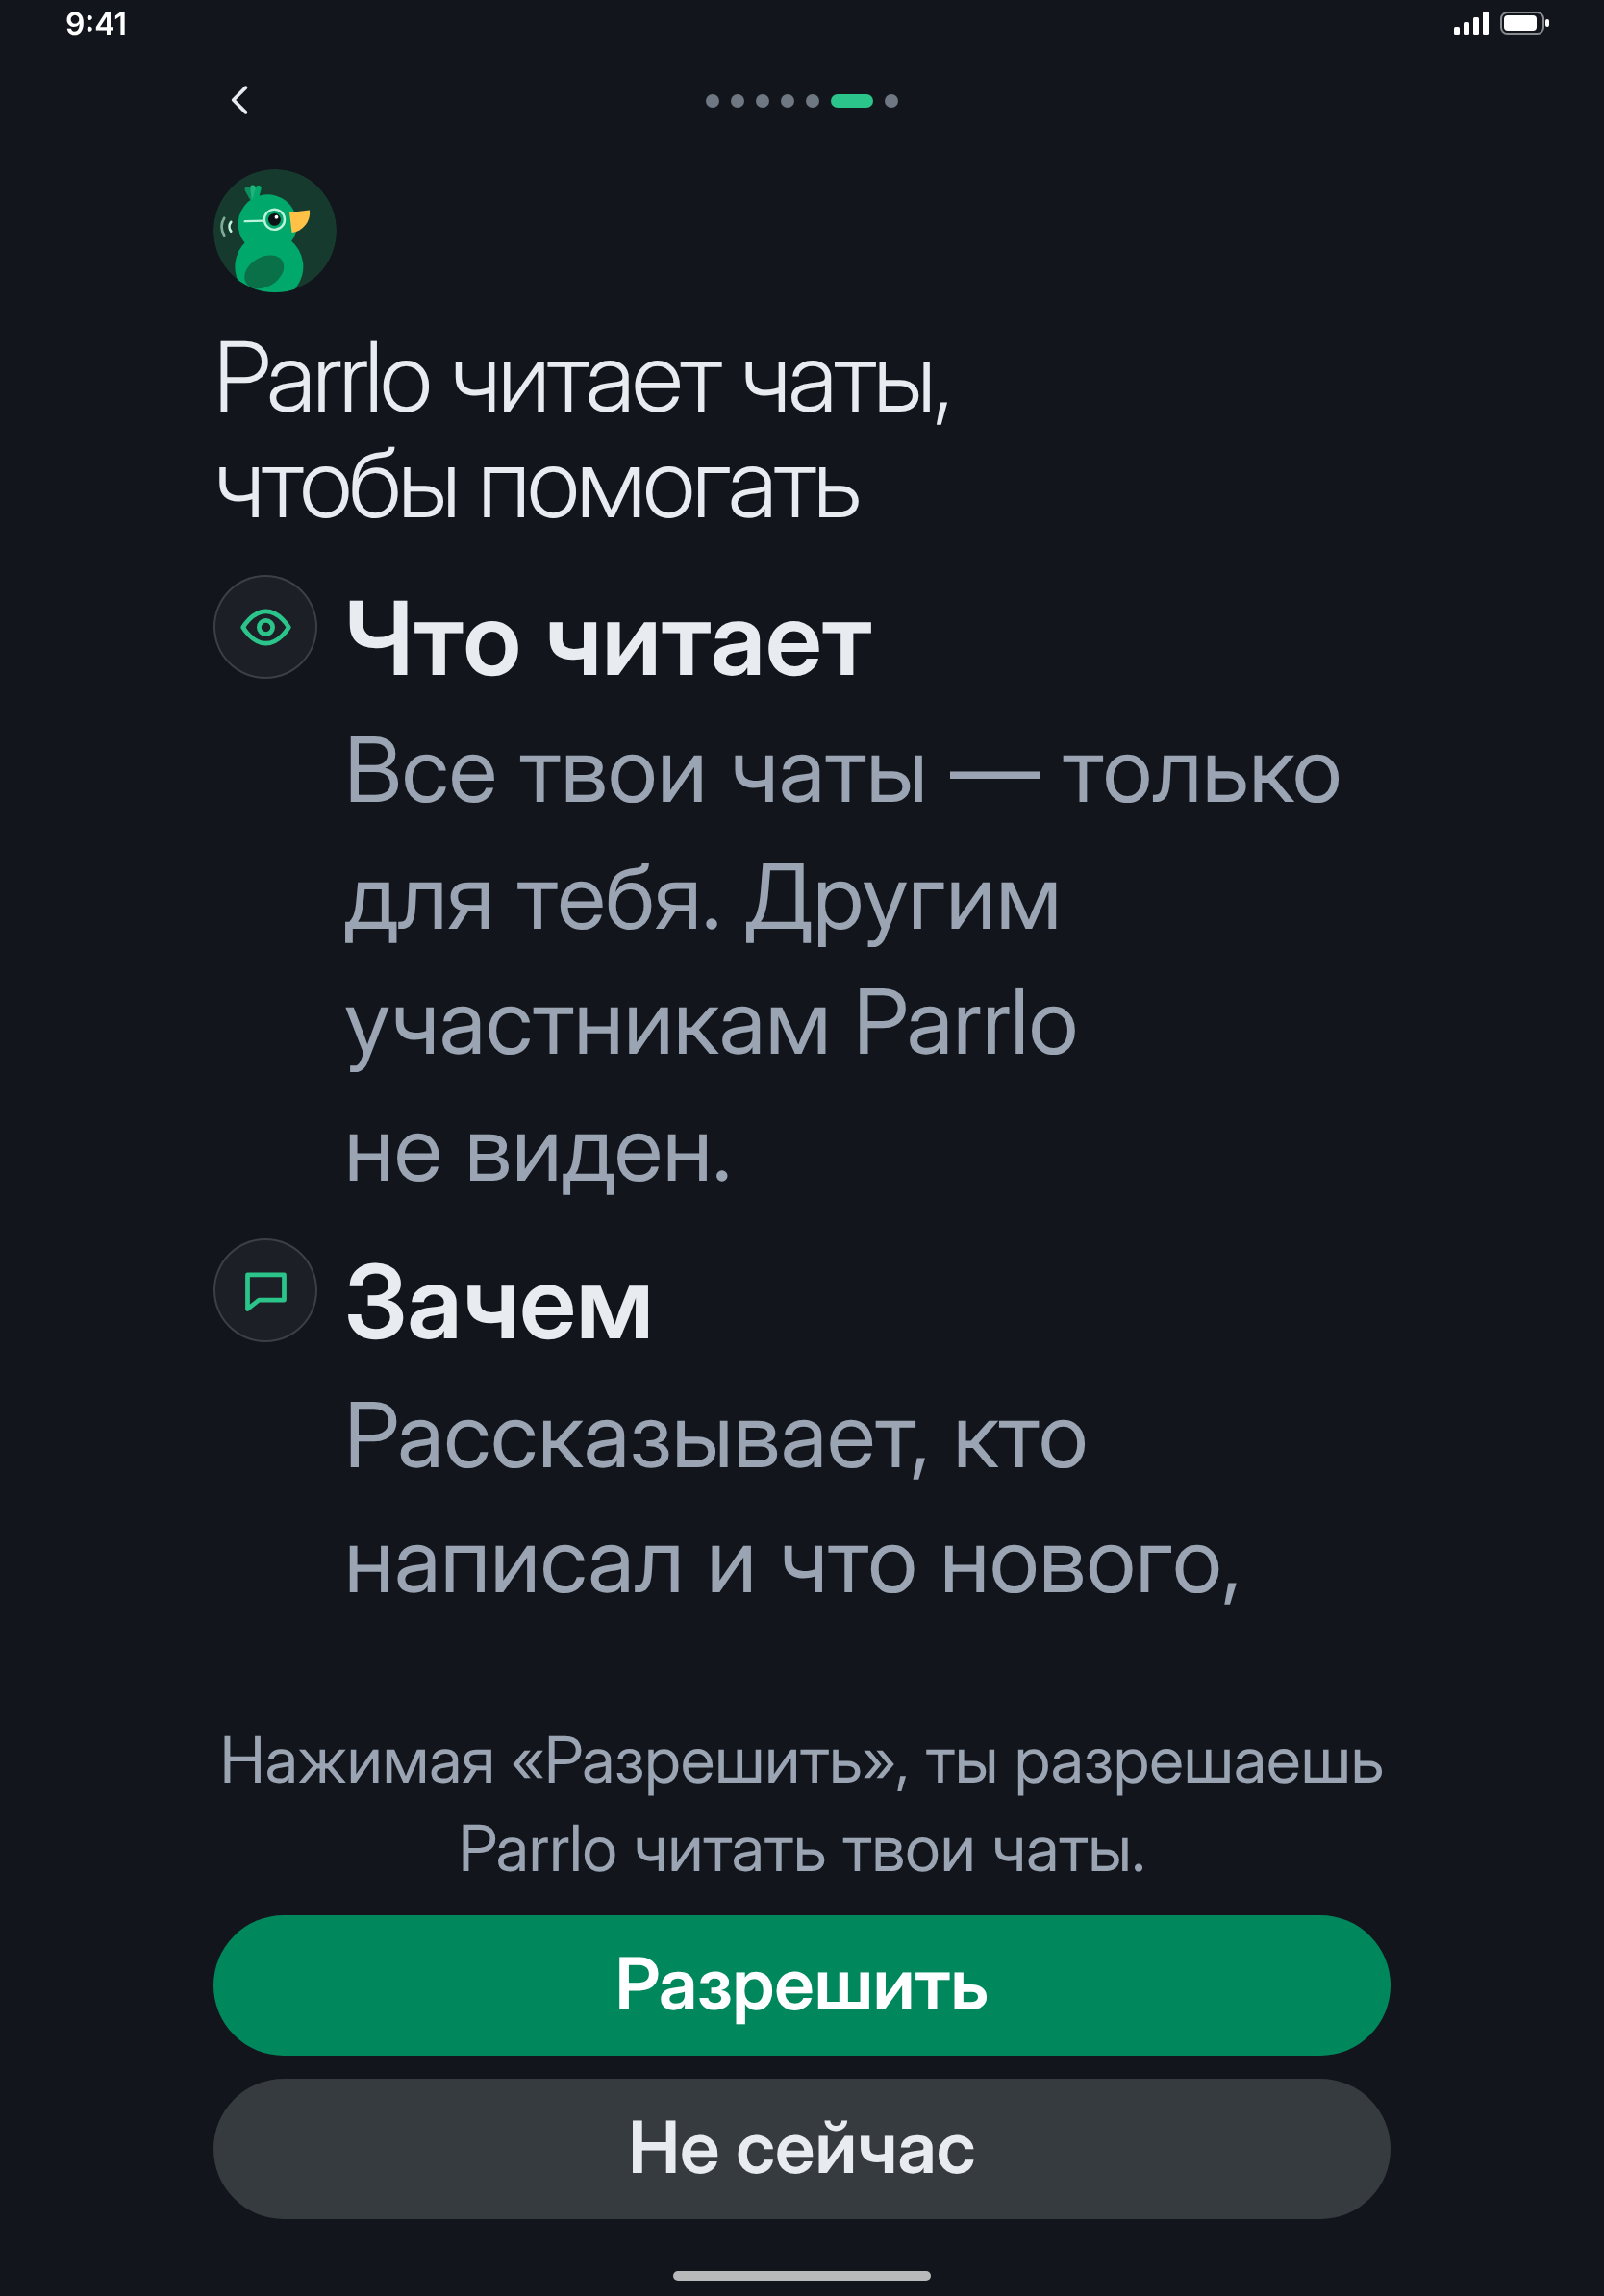 9:41
Parrlo читает чаты,
чтобы помогать
Что читает
Все твои чаты — только
для тебя. Другим
участникам Parrlo
не виден.
Зачем
Рассказывает, кто
написал и что нового,
Нажимая «Разрешить», ты разрешаешь
Parrlo читать твои чаты.
Разрешить
Не сейчас